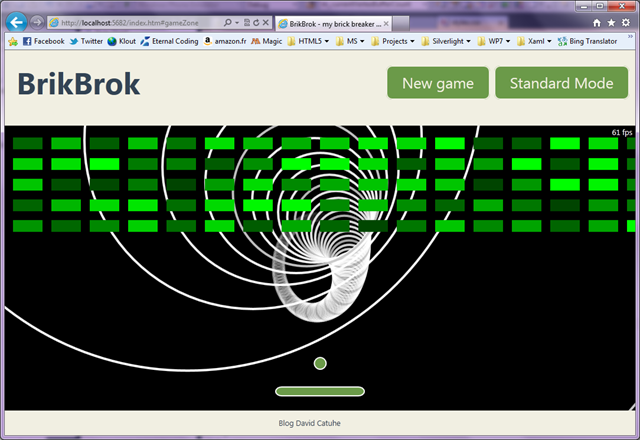 http://localhost:5682/index.htm#gameZone
BrikBrok - my brick breaker ...
Facebook Twitter Klout Eternal Coding amazon.fr Magic HTML5 MS Projects Silverlight WP7 Xaml Bing Translator
BrikBrok
New game Standard Mode
61 fps
Blog David Catuhe